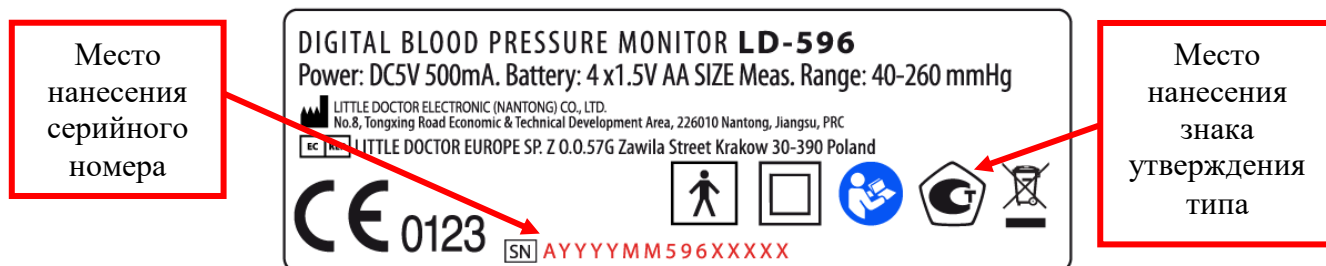 Место
нанесения
серийного
номера
DIGITAL BLOOD PRESSURE MONITOR LD-596
Power: DC5V 500mA. Battery: 4 x1.5V AA SIZE Meas. Range: 40-260 mmHg
LITTLE DOCTOR ELECTRONIC (NANTONG) CO., LTD.
No.8, Tongxing Road Economic & Technical Development Area, 226010 Nantong, Jiangsu, PRC
EC REP LITTLE DOCTOR EUROPE SP. Z O.O.57G Zawila Street Krakow 30-390 Poland
CE 0123
SN AYYYYMM596XXXXX
Место
нанесения
знака
утверждения
типа